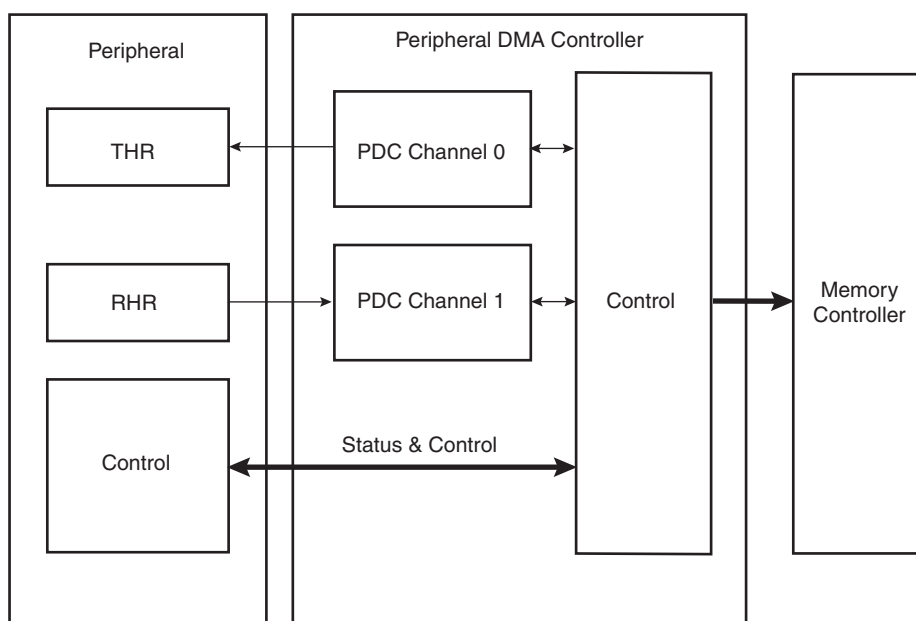 Peripheral
Peripheral DMA Controller
THR
PDC Channel 0
RHR
PDC Channel 1
Control
Memory
Controller
Status & Control
Control